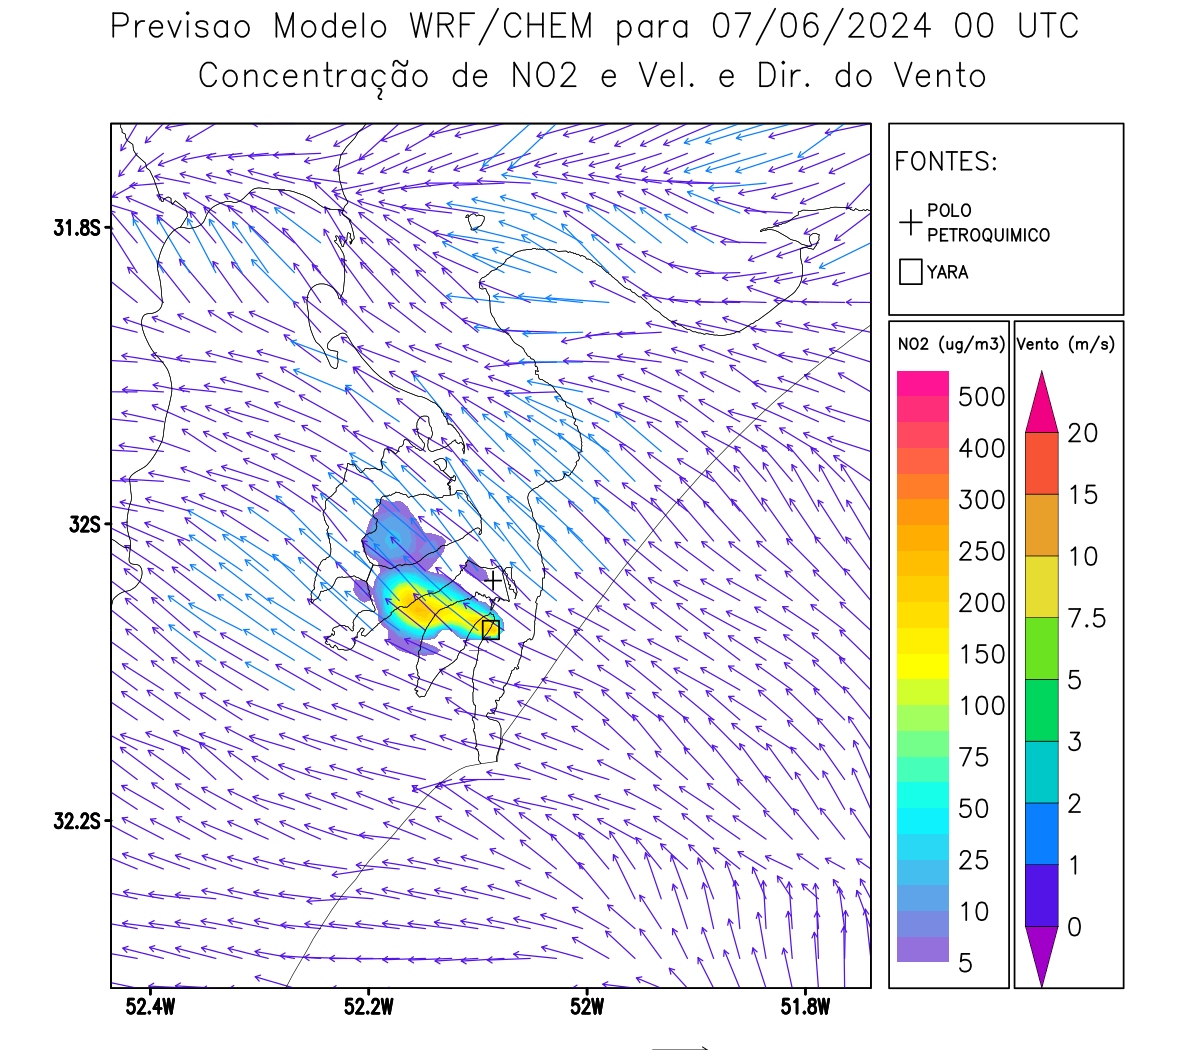 Previsao Modelo WRF/CHEM para 07/06/2024 00 UTC
Concentração de NO2 e Vel. e Dir. do Vento
FONTES:
POLO
PETROQUIMICO
YARA
31.8S
32S
32.2S
52.4W
52.2W
52W
51.8W
NO2 (ug/m3)
500
400
300
250
200
150
100
75
50
25
10
5
Vento (m/s)
20
15
10
7.5
5
3
2
1
0